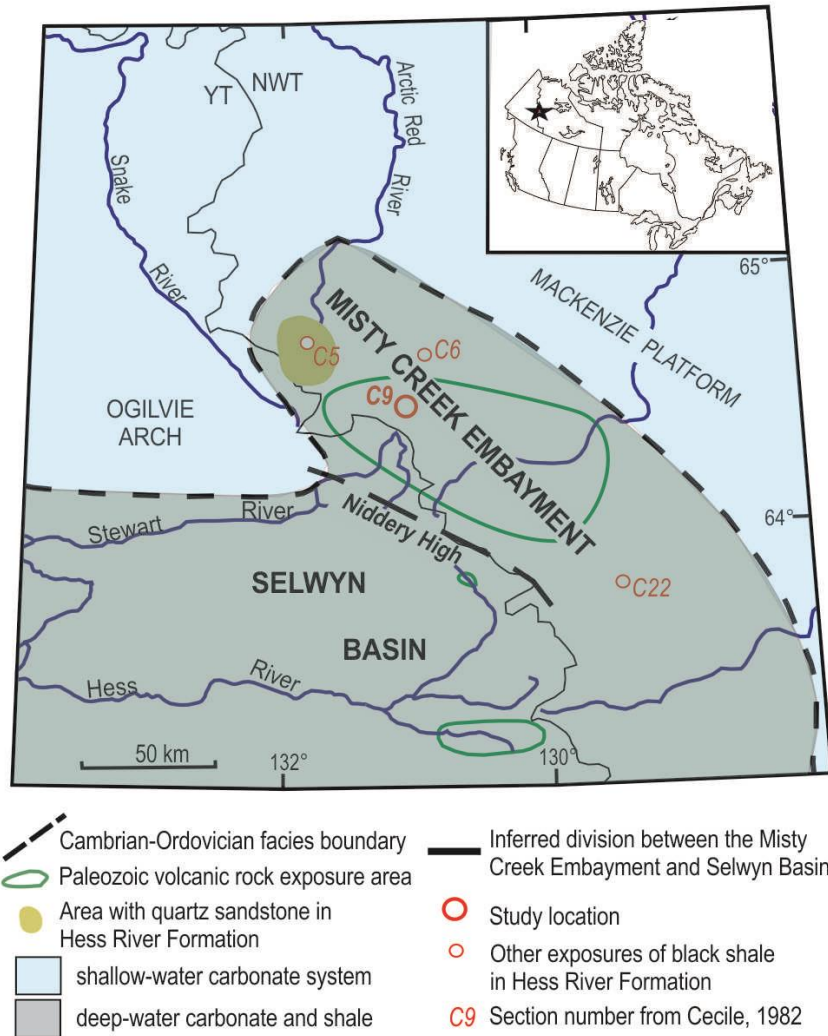 YT
NWT
Arctic Red
River
Snake
River
65°
MACKENZIE PLATFORM
MISTY CREEK EMBAYMENT
C5
C6
C9
OGILVIE
ARCH
64°
Stewart
River
Niddery High
C22
SELWYN
BASIN
Hess
River
50 km
132°
130°
Cambrian-Ordovician facies boundary
Paleozoic volcanic rock exposure area
Area with quartz sandstone in
Hess River Formation
shallow-water carbonate system
deep-water carbonate and shale
Inferred division between the Misty
Creek Embayment and Selwyn Basin
Study location
Other exposures of black shale
in Hess River Formation
C9 Section number from Cecile, 1982